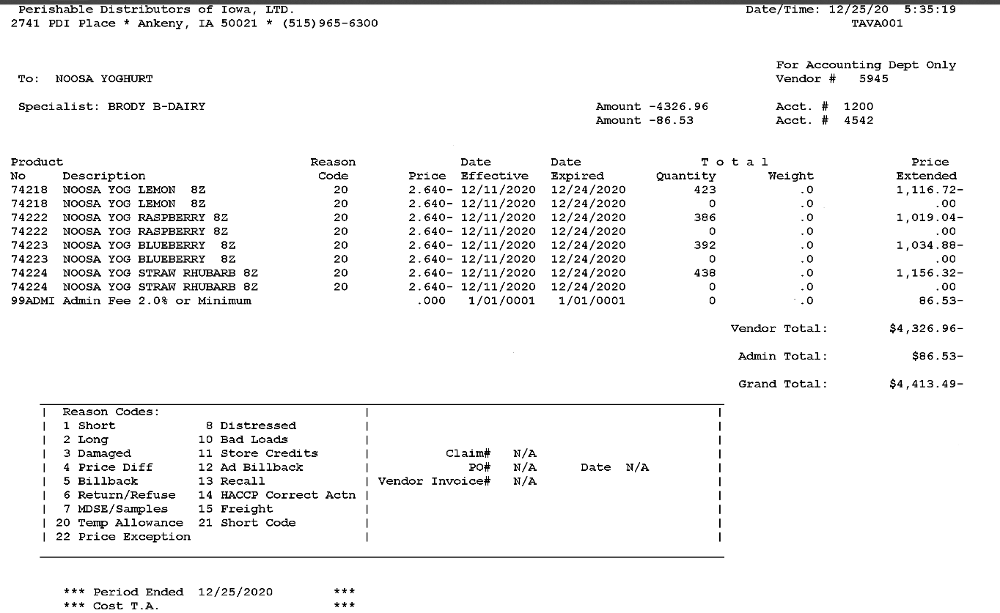 Perishable Distributors of Iowa, LTD. Date/Time: 12/25/20 5:35:19
2741 PDI Place * Ankeny, IA 50021 * (515)965-6300 TAVA001
For Accounting Dept Only
To: NOOSA YOGHURT Vendor # 5945
Specialist: BRODY B-DAIRY Amount -4326.96 Acct. # 1200
Amount -86.53 Acct. # 4542
Product Reason Date Date T o t a l Price
No Description Code Price Effective Expired Quantity Weight Extended
74218 NOOSA YOG LEMON 8Z 20 2.640- 12/11/2020 12/24/2020 423 .0 1,116.72-
74218 NOOSA YOG LEMON 8Z 20 2.640- 12/11/2020 12/24/2020 0 .0 .00
74222 NOOSA YOG RASPBERRY 8Z 20 2.640- 12/11/2020 12/24/2020 386 .0 1,019.04-
74222 NOOSA YOG RASPBERRY 8Z 20 2.640- 12/11/2020 12/24/2020 0 .0 .00
74223 NOOSA YOG BLUEBERRY 8Z 20 2.640- 12/11/2020 12/24/2020 392 .0 1,034.88-
74223 NOOSA YOG BLUEBERRY 8Z 20 2.640- 12/11/2020 12/24/2020 0 .0 .00
74224 NOOSA YOG STRAW RHUBARB 8Z 20 2.640- 12/11/2020 12/24/2020 438 .0 1,156.32-
74224 NOOSA YOG STRAW RHUBARB 8Z 20 2.640- 12/11/2020 12/24/2020 0 .0 .00
99ADMI Admin Fee 2.0% or Minimum .000 1/01/0001 1/01/0001 0 .0 86.53-
Vendor Total: $4,326.96-
Admin Total: $86.53-
Grand Total: $4,413.49-
| Reason Codes: | |
| 1 Short 8 Distressed | |
| 2 Long 10 Bad Loads | |
| 3 Damaged 11 Store Credits | Claim# N/A |
| 4 Price Diff 12 Ad Billback | PO# N/A Date N/A |
| 5 Billback 13 Recall | Vendor Invoice# N/A |
| 6 Return/Refuse 14 HACCP Correct Actn | |
| 7 MDSE/Samples 15 Freight | |
| 20 Temp Allowance 21 Short Code | |
| 22 Price Exception | |
*** Period Ended 12/25/2020 ***
*** Cost T.A. ***